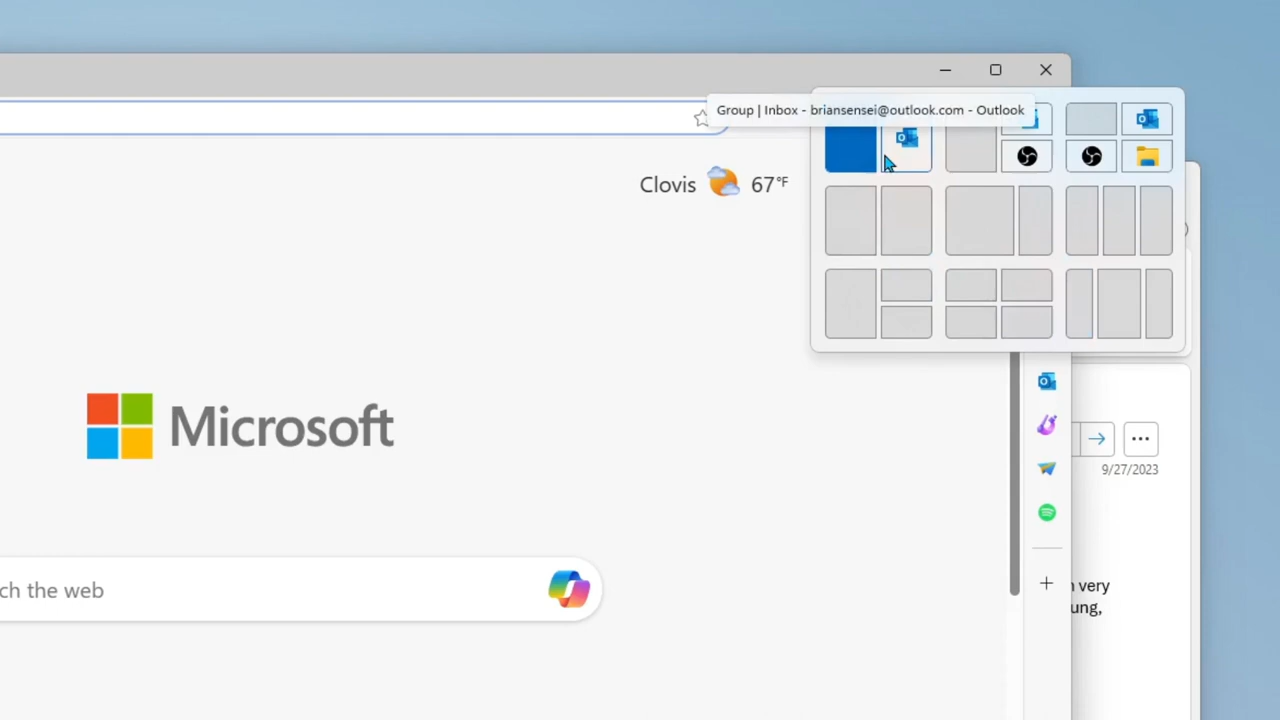 Group | Inbox - briansensei@outlook.com - Outlook
Clovis 67°F
Microsoft
ch the web
9/27/2023
very
ung,